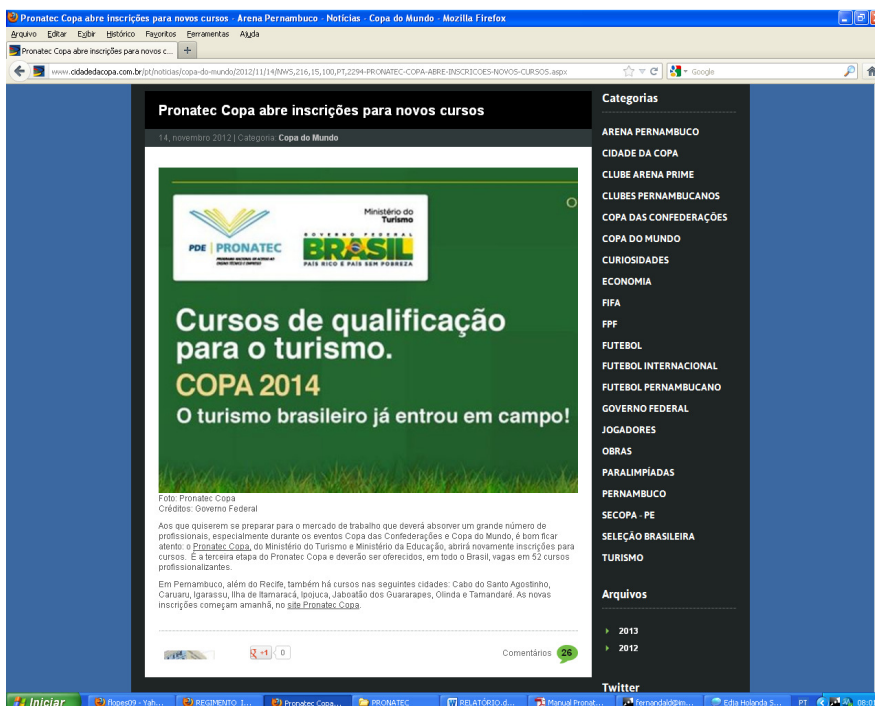 Pronatec Copa abre inscrições para novos cursos - Arena Pernambuco - Notícias - Copa do Mundo - Mozilla Firefox
Arquivo Editar Exibir Histórico Favoritos Ferramentas Ajuda
Pronatec Copa abre inscrições para novos c...
www.cidadedacopa.com.br/pt/noticias/copa-do-mundo/2012/11/14/NWS,216,15,100,PT,2294-PRONATEC-COPA-ABRE-INSCRICOES-NOVOS-CURSOS.aspx
Google
Pronatec Copa abre inscrições para novos cursos
14, novembro 2012 | Categoria: Copa do Mundo
O
PDE | PRONATEC
Ministério do
Turismo
GOVERNO FEDERAL
BRASIL
PAÍS RICO É PAÍS SEM POBREZA
Cursos de qualificação
para o turismo.
COPA 2014
O turismo brasileiro já entrou em campo!
Foto: Pronatec Copa
Créditos: Governo Federal
Aos que quiserem se preparar para o mercado de trabalho que deverá absorver um grande número de
profissionais, especialmente durante os eventos Copa das Confederações e Copa do Mundo, é bom ficar
atento: o Pronatec Copa, do Ministério do Turismo e Ministério da Educação, abrirá novamente inscrições para
cursos. É a terceira etapa do Pronatec Copa e deverão ser oferecidos, em todo o Brasil, vagas em 52 cursos
profissionalizantes.
Em Pernambuco, além do Recife, também há cursos nas seguintes cidades: Cabo do Santo Agostinho,
Caruaru, Igarassu, Ilha de Itamaracá, Ipojuca, Jaboatão dos Guararapes, Olinda e Tamandaré. As novas
inscrições começam amanhã, no site Pronatec Copa.
+1 0
Comentários 26
Categorias
ARENA PERNAMBUCO
CIDADE DA COPA
CLUBE ARENA PRIME
CLUBES PERNAMBUCANOS
COPA DAS CONFEDERAÇÕES
COPA DO MUNDO
CURIOSIDADES
ECONOMIA
FIFA
FPF
FUTEBOL
FUTEBOL INTERNACIONAL
FUTEBOL PERNAMBUCANO
GOVERNO FEDERAL
JOGADORES
OBRAS
PARALIMPÍADAS
PERNAMBUCO
SECOPA - PE
SELEÇÃO BRASILEIRA
TURISMO
Arquivos
2013
2012
Twitter
Iniciar
flopes09 - Yah...
REGIMENTO_I...
Pronatec Copa...
PRONATEC
RELATÓRIO.d...
Manual Pronat...
fernandald@im...
Edja Holanda S...
PT